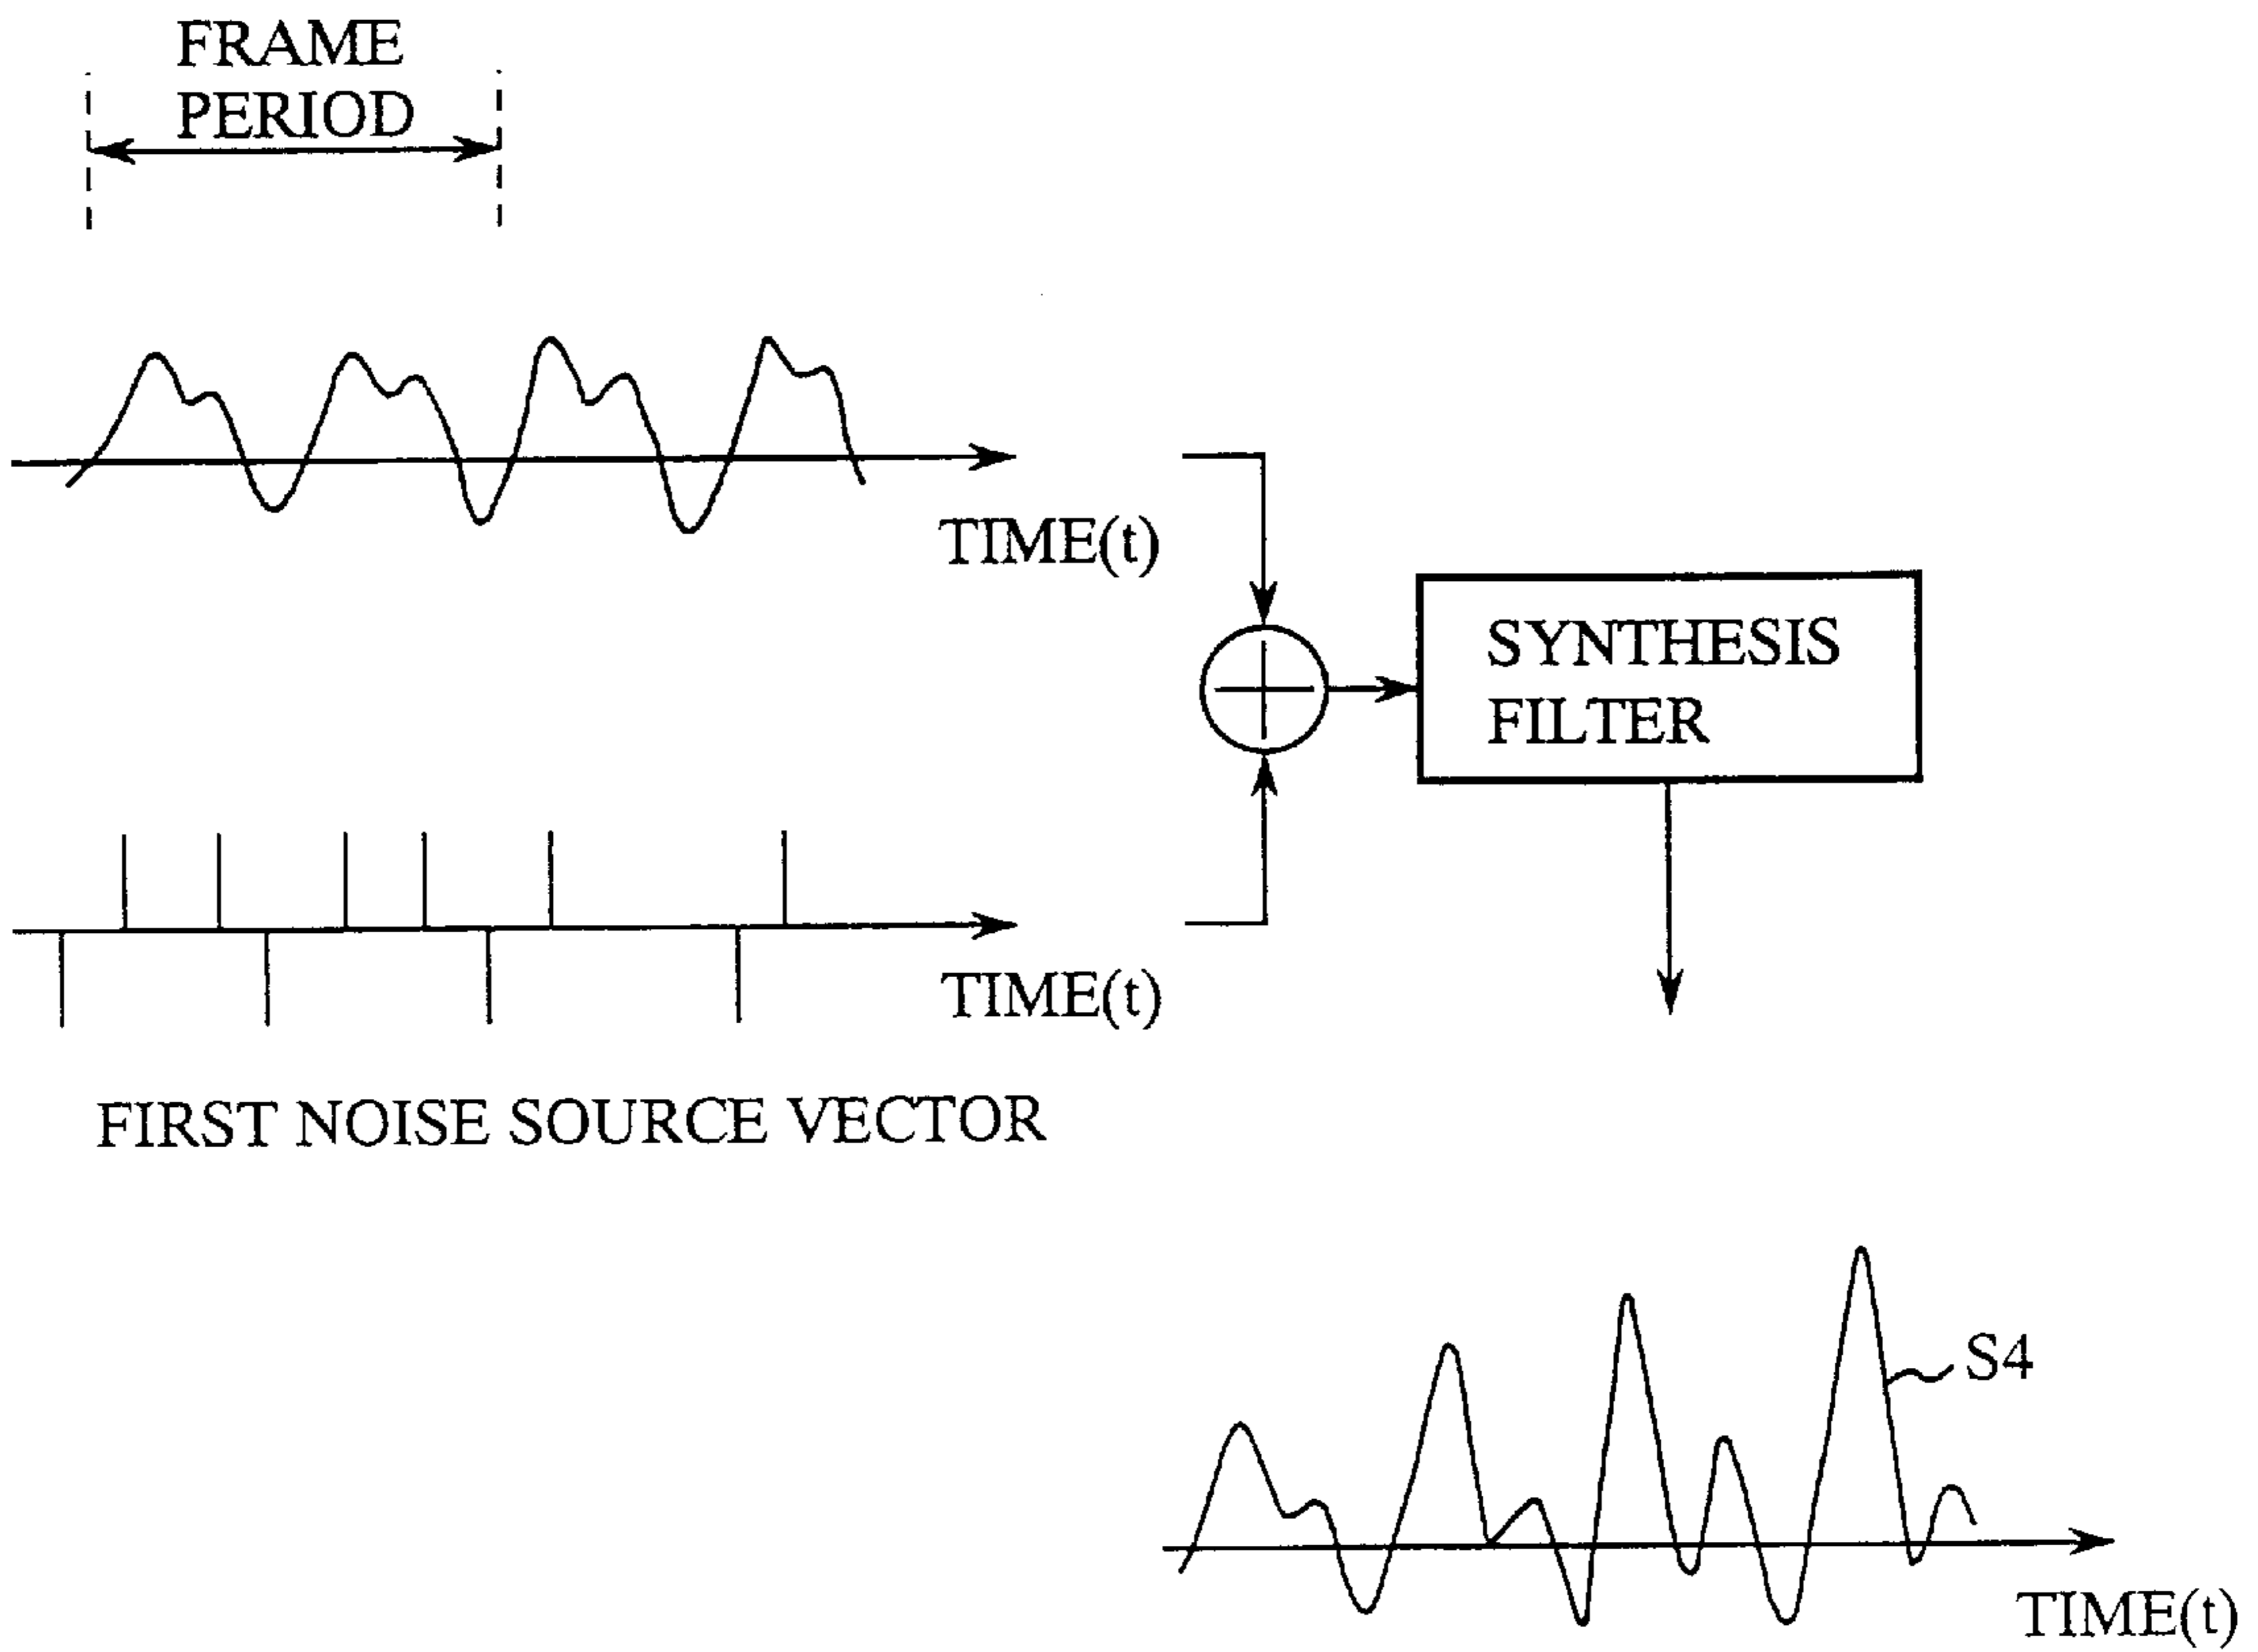 FRAME
PERIOD
TIME(t)
SYNTHESIS
FILTER
TIME(t)
FIRST NOISE SOURCE VECTOR
S4
TIME(t)